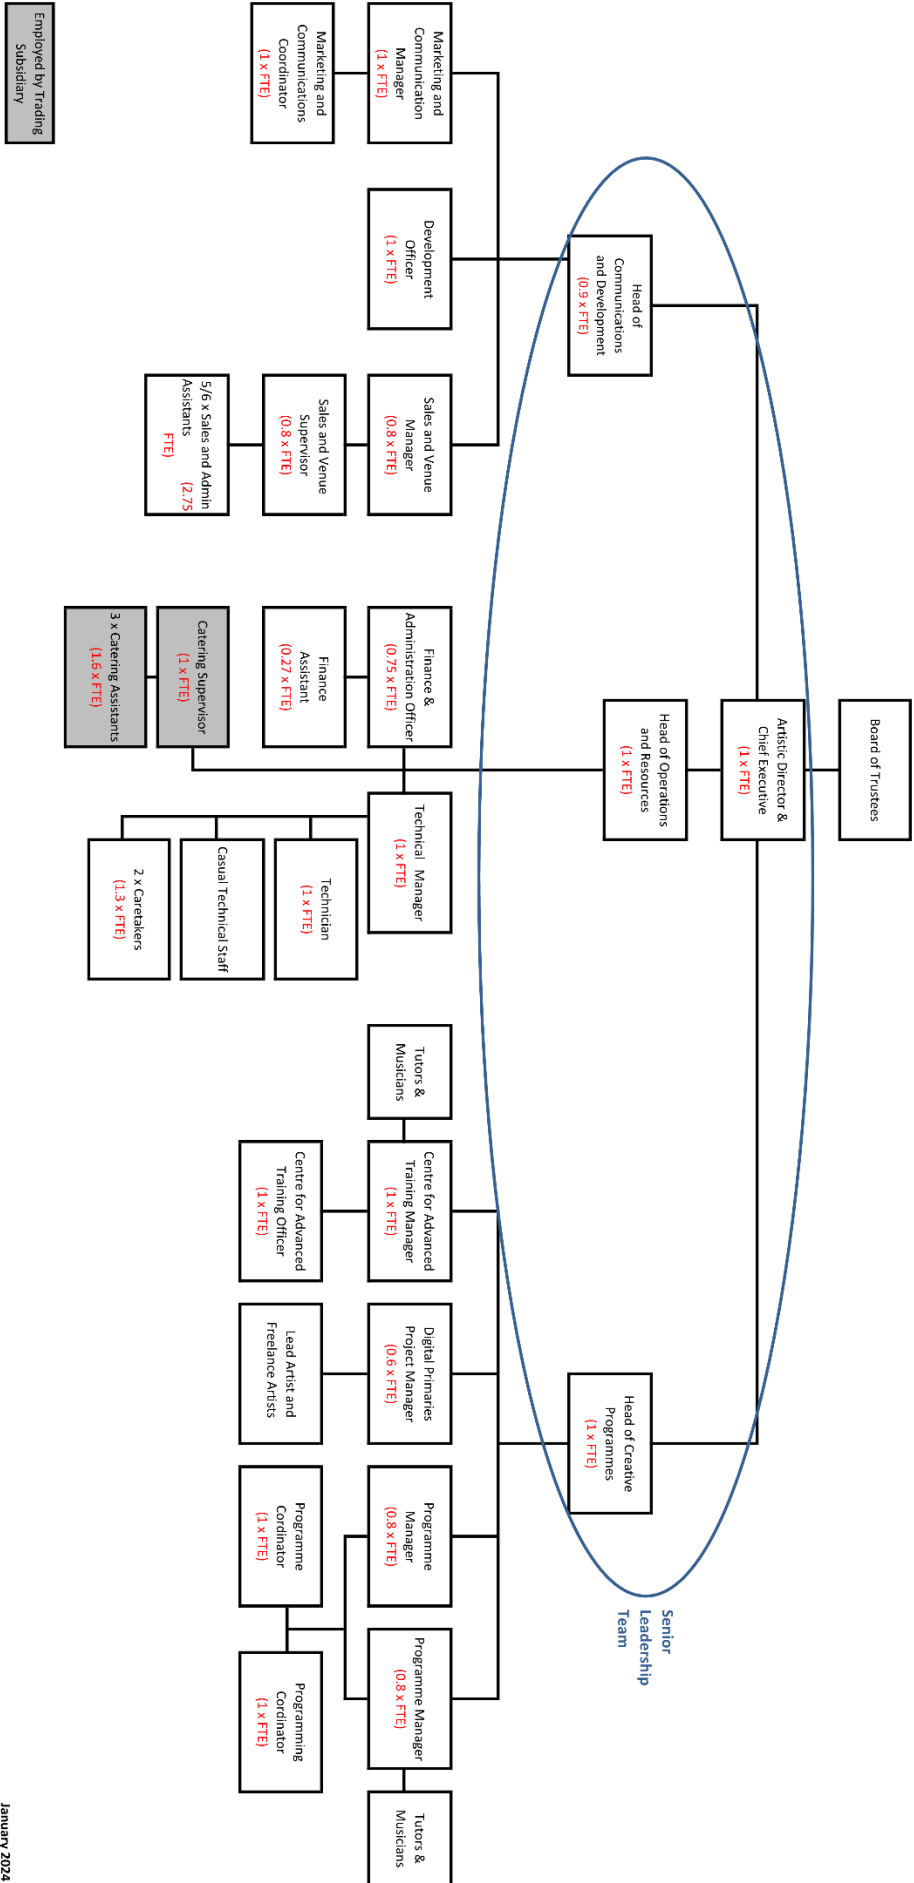 Board of Trustees
Artistic Director &
Chief Executive
(1 x FTE)
Head of Operations
and Resources
(1 x FTE)
Head of
Communications
and Development
(0.9 x FTE)
Head of Creative
Programmes
(1 x FTE)
Senior
Leadership
Team
Marketing and
Communication
Manager
(1 x FTE)
Development
Officer
(1 x FTE)
Sales and Venue
Manager
(0.8 x FTE)
Finance &
Administration Officer
(0.75 x FTE)
Technical Manager
(1 x FTE)
Tutors &
Musicians
Centre for Advanced
Training Manager
(1 x FTE)
Digital Primaries
Project Manager
(0.6 x FTE)
Programme
Manager
(0.8 x FTE)
Programme Manager
(0.8 x FTE)
Tutors &
Musicians
Marketing and
Communications
Coordinator
(1 x FTE)
Sales and Venue
Supervisor
(0.8 x FTE)
Finance
Assistant
(0.27 x FTE)
Technician
(1 x FTE)
Centre for Advanced
Training Officer
(1 x FTE)
Lead Artist and
Freelance Artists
Programme
Cordinator
(1 x FTE)
Programming
Cordinator
(1 x FTE)
5/6 x Sales and Admin
Assistants (2.75
FTE)
Catering Supervisor
(1 x FTE)
Casual Technical Staff
3 x Catering Assistants
(1.6 x FTE)
2 x Caretakers
(1.3 x FTE)
Employed by Trading
Subsidiary
January 2024